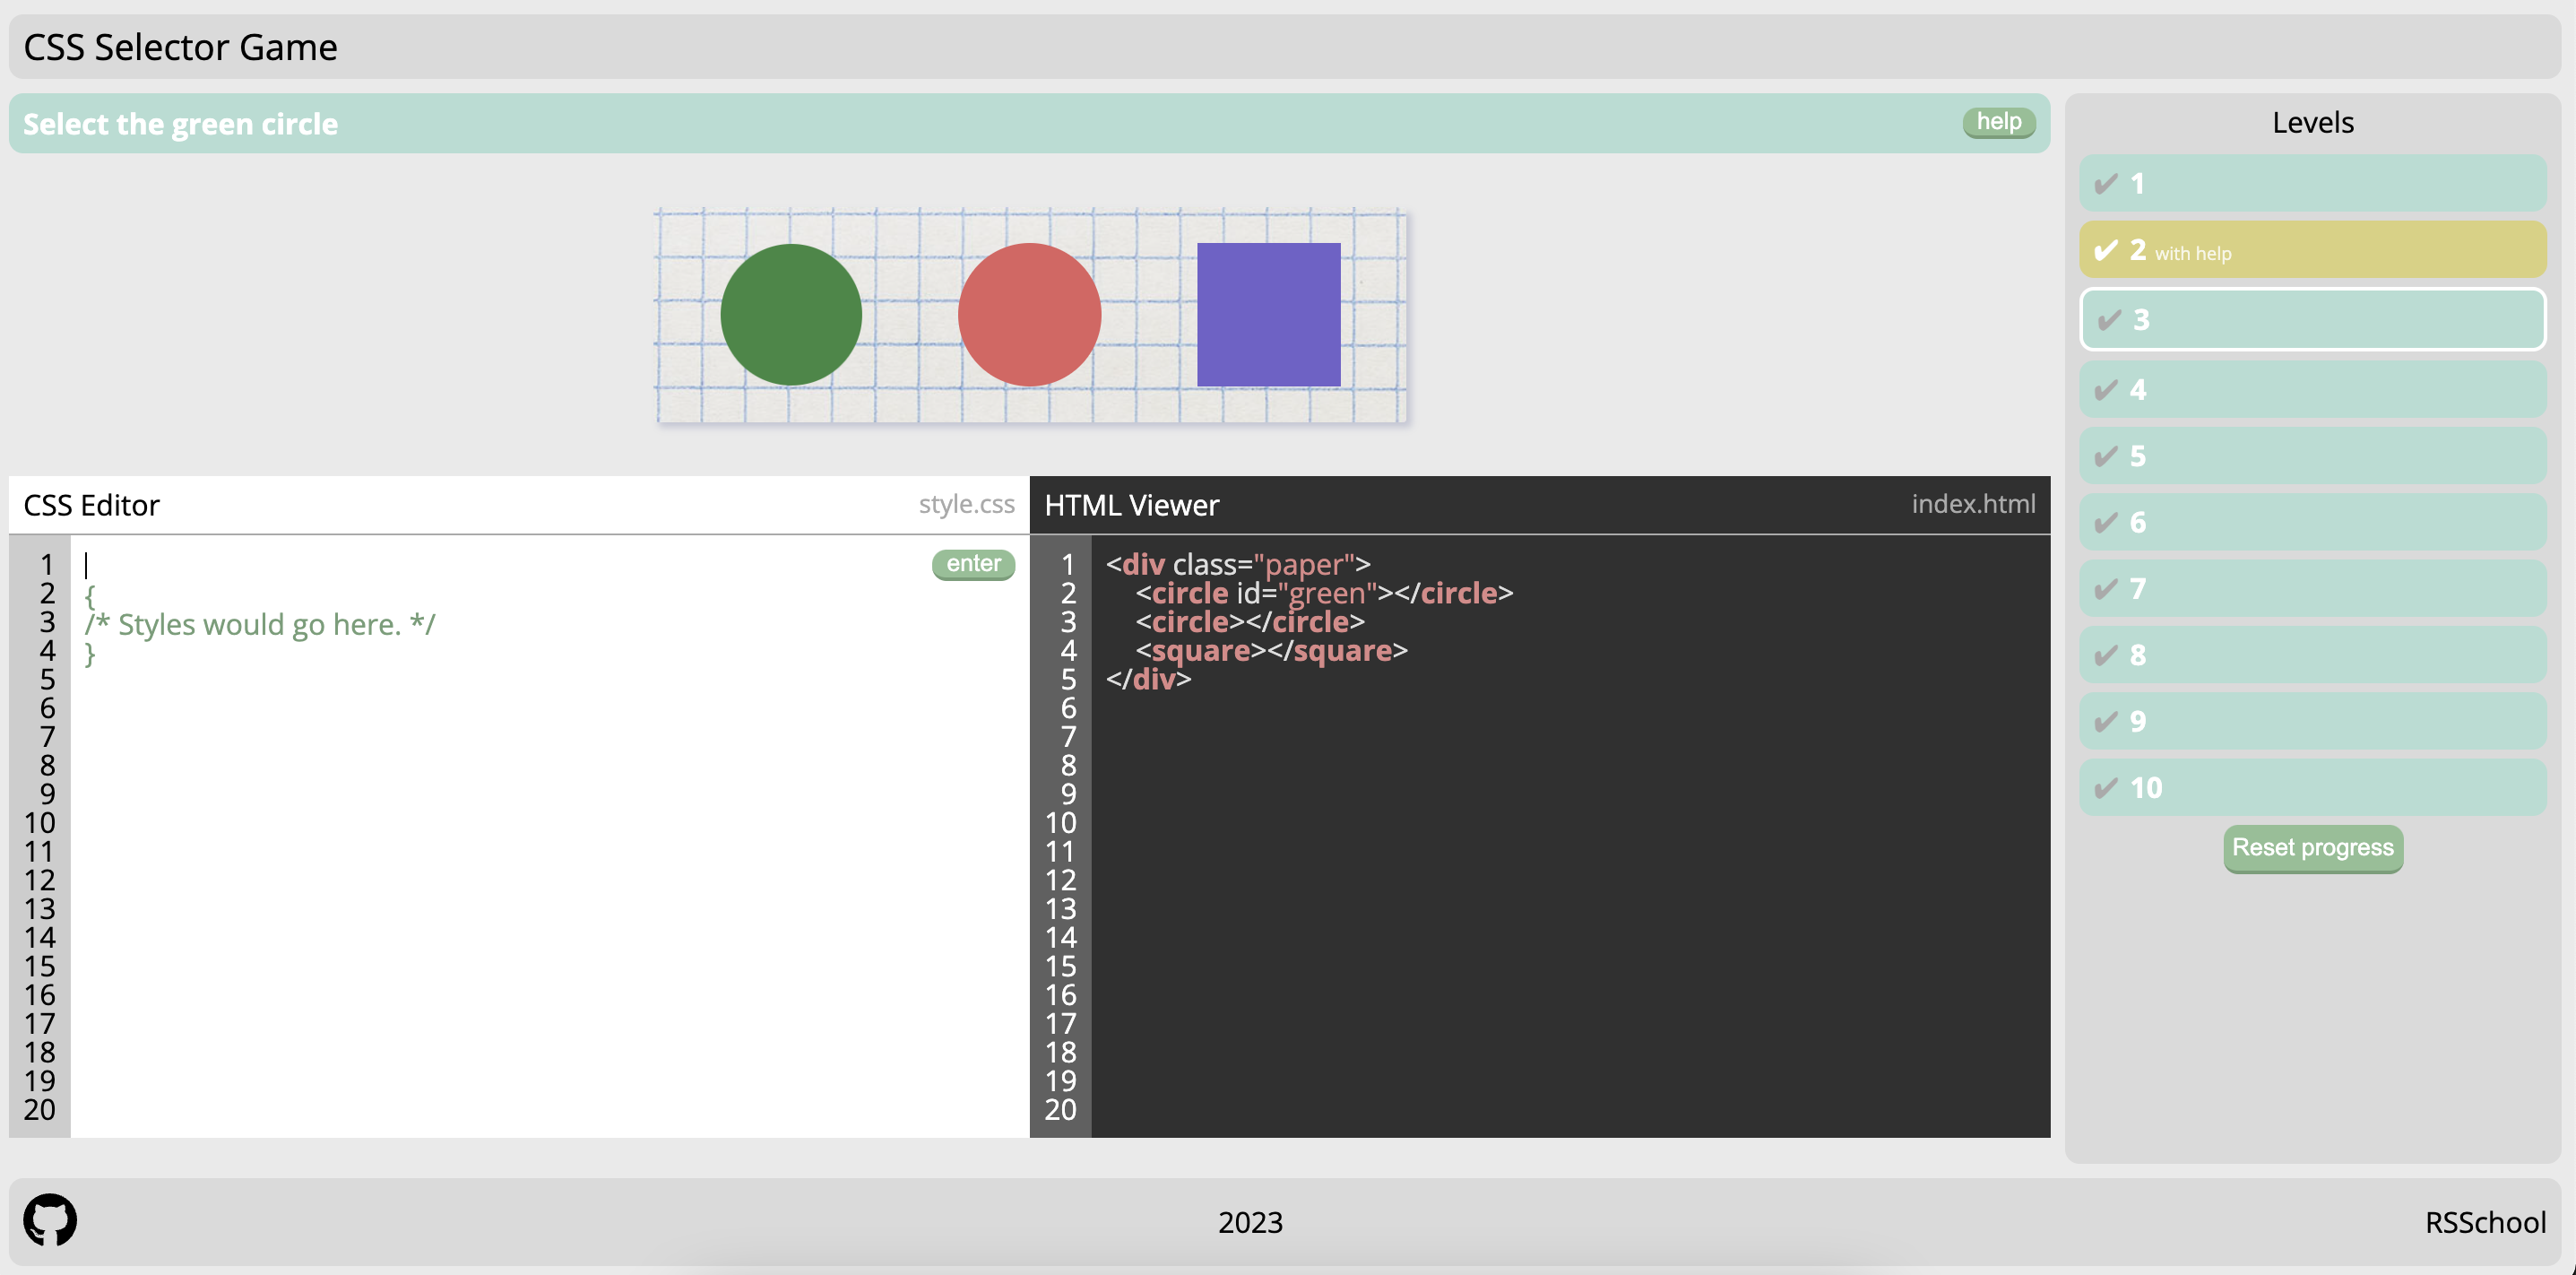 CSS Selector Game
Select the green circle
help
CSS Editor
style.css
1
2 {
3 /* Styles would go here. */
4 }
5
6
7
8
9
10
11
12
13
14
15
16
17
18
19
20
enter
HTML Viewer
index.html
1 <div class="paper">
2 <circle id="green"></circle>
3 <circle></circle>
4 <square></square>
5 </div>
6
7
8
9
10
11
12
13
14
15
16
17
18
19
20
Levels
✔ 1
✔ 2 with help
✔ 3
✔ 4
✔ 5
✔ 6
✔ 7
✔ 8
✔ 9
✔ 10
Reset progress
2023
RSSchool